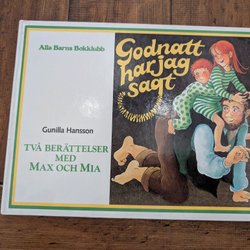 Alla Barns Bokklubb
Godnatt
har jag
sagt
Gunilla Hansson
TVÅ BERÄTTELSER
MED
MAX OCH MIA